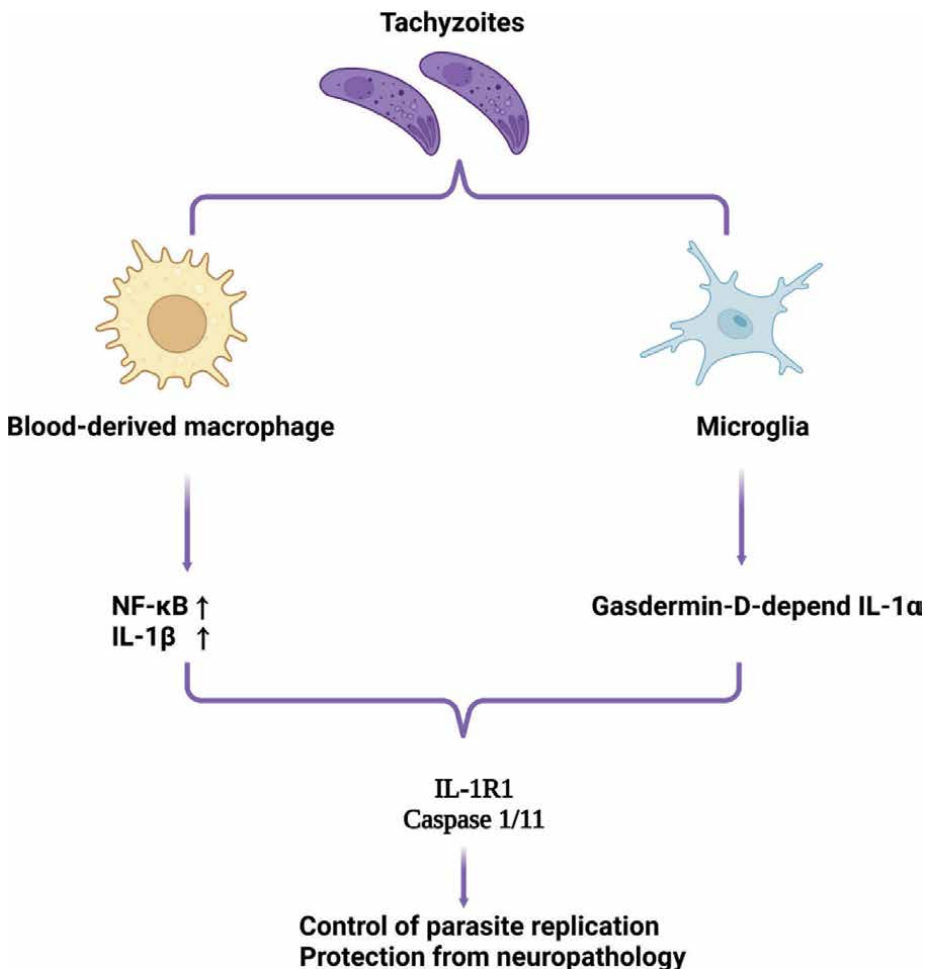 Tachyzoites
Blood-derived macrophage
Microglia
NF-κB ↑
IL-1β ↑
Gasdermin-D-depend IL-1α
IL-1R1
Caspase 1/11
Control of parasite replication
Protection from neuropathology